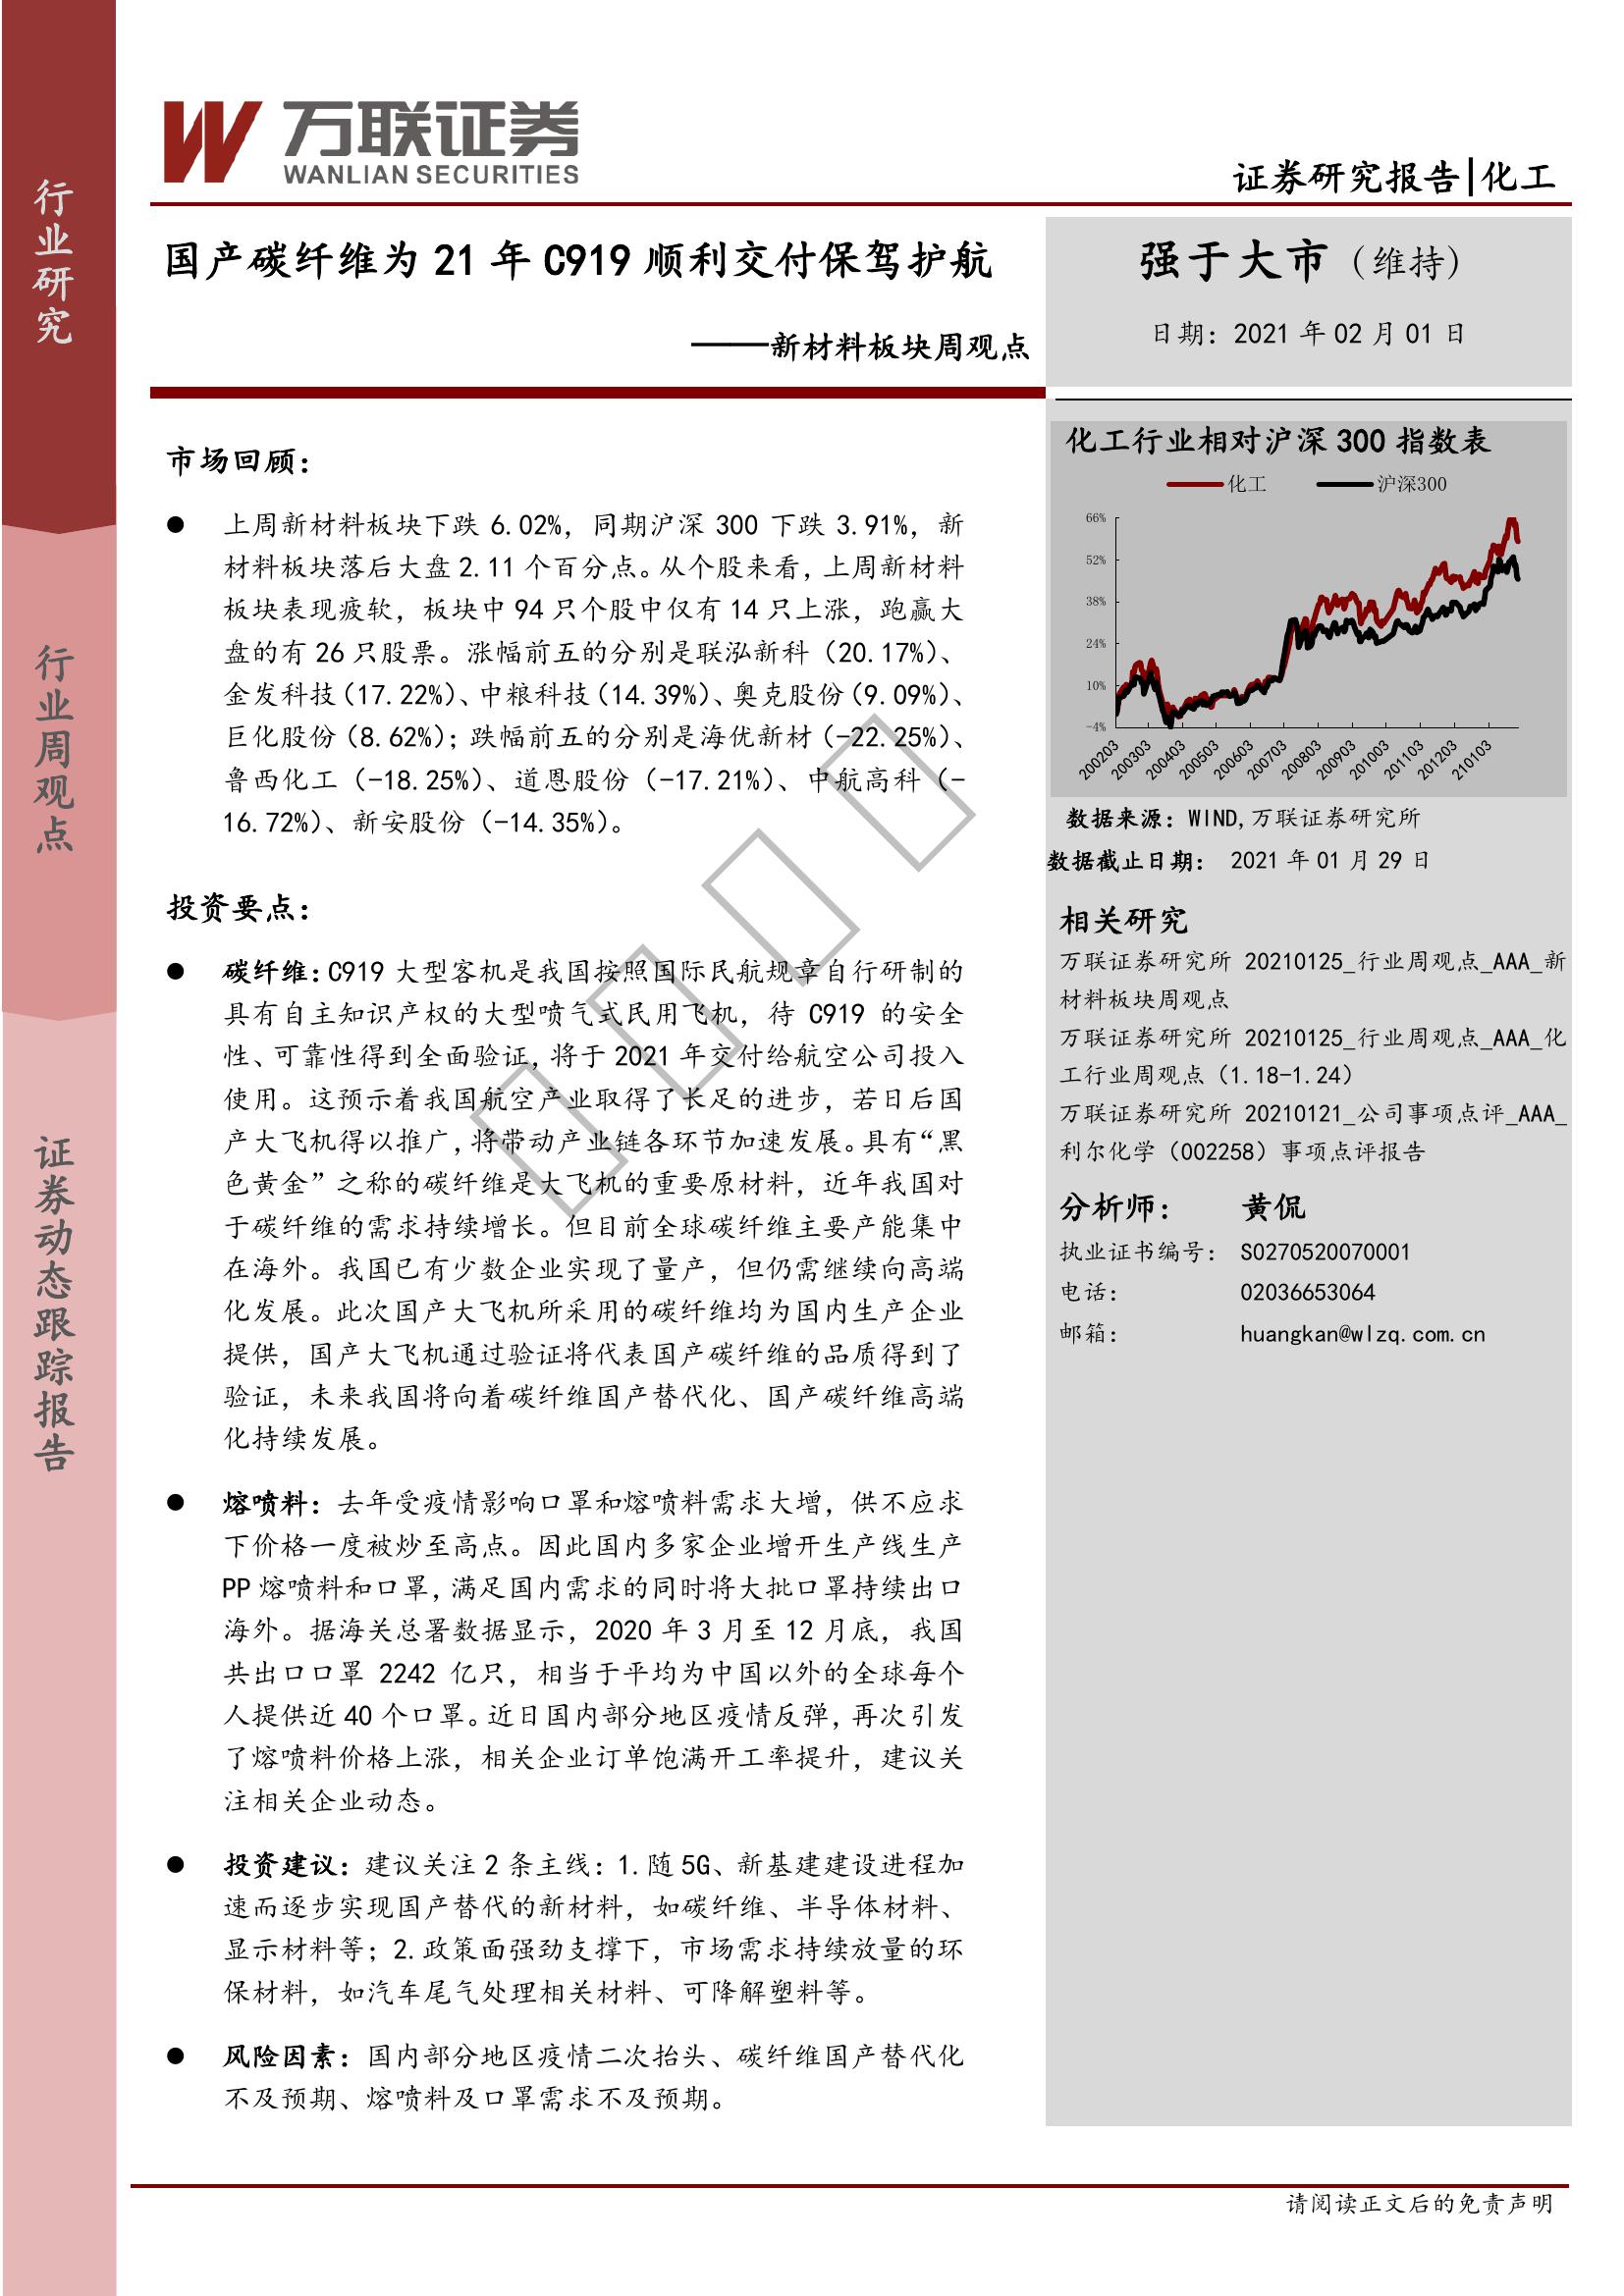 行业研究
行业周观点
证券动态跟踪报告
万联证券
WANLIAN SECURITIES
证券研究报告|化工
国产碳纤维为 21 年 C919 顺利交付保驾护航
——新材料板块周观点
强于大市（维持）
日期：2021 年 02 月 01 日
市场回顾：
● 上周新材料板块下跌 6.02%，同期沪深 300 下跌 3.91%，新
材料板块落后大盘 2.11 个百分点。从个股来看，上周新材料
板块表现疲软，板块中 94 只个股中仅有 14 只上涨，跑赢大
盘的有 26 只股票。涨幅前五的分别是联泓新科（20.17%）、
金发科技（17.22%）、中粮科技（14.39%）、奥克股份（9.09%）、
巨化股份（8.62%）；跌幅前五的分别是海优新材（-22.25%）、
鲁西化工（-18.25%）、道恩股份（-17.21%）、中航高科（-
16.72%）、新安股份（-14.35%）。
投资要点：
● 碳纤维：C919 大型客机是我国按照国际民航规章自行研制的
具有自主知识产权的大型喷气式民用飞机，待 C919 的安全
性、可靠性得到全面验证，将于 2021 年交付给航空公司投入
使用。这预示着我国航空产业取得了长足的进步，若日后国
产大飞机得以推广，将带动产业链各环节加速发展。具有“黑
色黄金”之称的碳纤维是大飞机的重要原材料，近年我国对
于碳纤维的需求持续增长。但目前全球碳纤维主要产能集中
在海外。我国已有少数企业实现了量产，但仍需继续向高端
化发展。此次国产大飞机所采用的碳纤维均为国内生产企业
提供，国产大飞机通过验证将代表国产碳纤维的品质得到了
验证，未来我国将向着碳纤维国产替代化、国产碳纤维高端
化持续发展。
● 熔喷料：去年受疫情影响口罩和熔喷料需求大增，供不应求
下价格一度被炒至高点。因此国内多家企业增开生产线生产
PP 熔喷料和口罩，满足国内需求的同时将大批口罩持续出口
海外。据海关总署数据显示，2020 年 3 月至 12 月底，我国
共出口口罩 2242 亿只，相当于平均为中国以外的全球每个
人提供近 40 个口罩。近日国内部分地区疫情反弹，再次引发
了熔喷料价格上涨，相关企业订单饱满开工率提升，建议关
注相关企业动态。
● 投资建议：建议关注 2 条主线：1.随 5G、新基建建设进程加
速而逐步实现国产替代的新材料，如碳纤维、半导体材料、
显示材料等；2.政策面强劲支撑下，市场需求持续放量的环
保材料，如汽车尾气处理相关材料、可降解塑料等。
● 风险因素：国内部分地区疫情二次抬头、碳纤维国产替代化
不及预期、熔喷料及口罩需求不及预期。
化工行业相对沪深 300 指数表
化工 沪深300
66%
52%
38%
24%
10%
-4%
200203 200303 200403 200503 200603 200703 200803 200903 201003 201103 201203 210103
数据来源：WIND,万联证券研究所
数据截止日期： 2021 年 01 月 29 日
相关研究
万联证券研究所 20210125_行业周观点_AAA_新
材料板块周观点
万联证券研究所 20210125_行业周观点_AAA_化
工行业周观点（1.18-1.24）
万联证券研究所 20210121_公司事项点评_AAA_
利尔化学（002258）事项点评报告
分析师： 黄侃
执业证书编号： S0270520070001
电话： 02036653064
邮箱： huangkan@wlzq.com.cn
请阅读正文后的免责声明